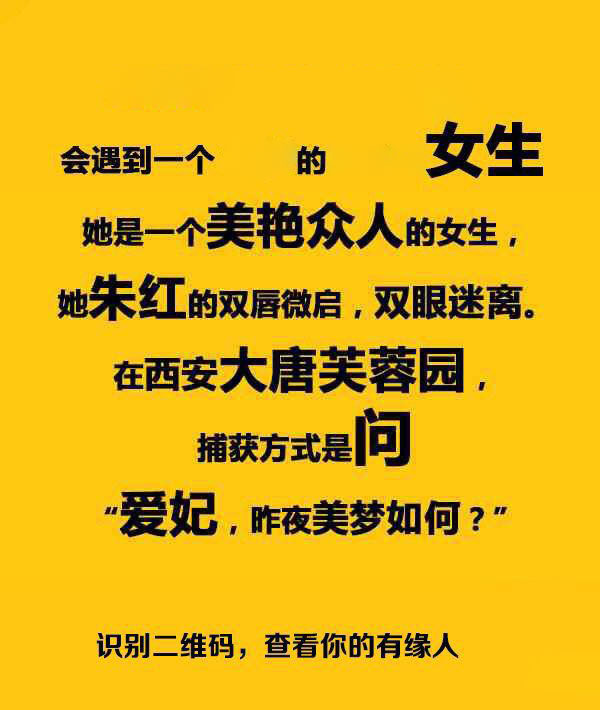 会遇到一个 的 女生
她是一个美艳众人的女生，
她朱红的双唇微启，双眼迷离。
在西安大唐芙蓉园，
捕获方式是问
“爱妃，昨夜美梦如何？”
识别二维码，查看你的有缘人